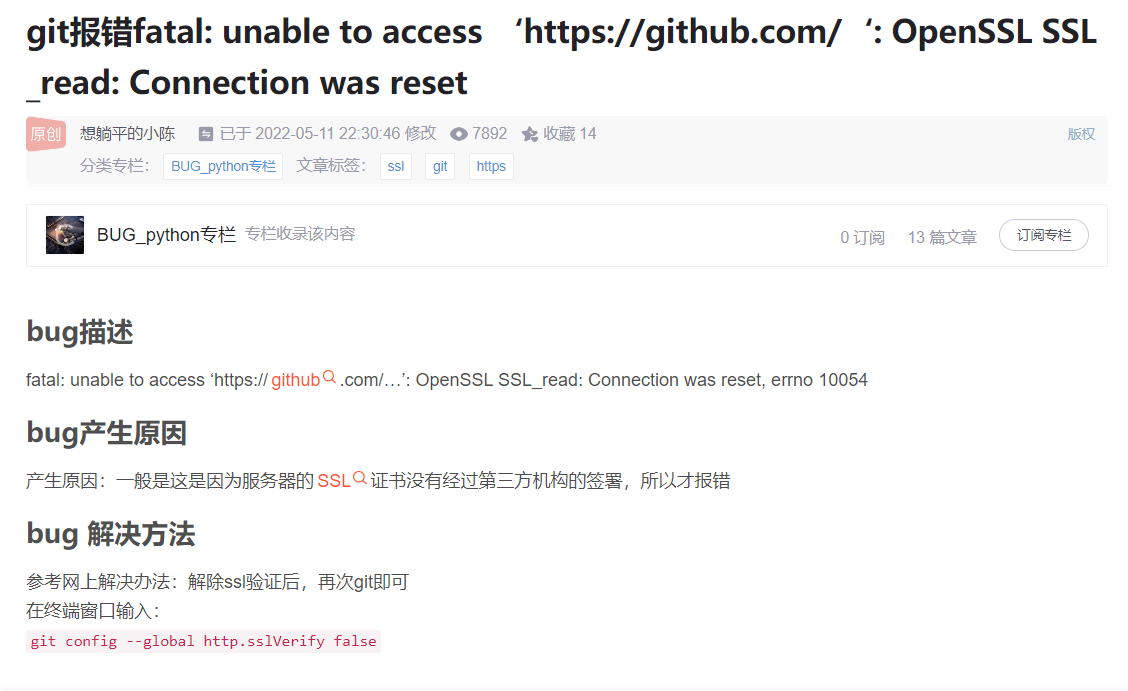 git报错fatal: unable to access ‘https://github.com/‘: OpenSSL SSL
_read: Connection was reset
原创 想躺平的小陈 已于 2022-05-11 22:30:46 修改 7892 收藏 14 版权
分类专栏： BUG_python专栏 文章标签： ssl git https
BUG_python专栏 专栏收录该内容 0 订阅 13 篇文章 订阅专栏
bug描述
fatal: unable to access ‘https://github.com/…’: OpenSSL SSL_read: Connection was reset, errno 10054
bug产生原因
产生原因：一般是这是因为服务器的SSL证书没有经过第三方机构的签署，所以才报错
bug 解决方法
参考网上解决办法：解除ssl验证后，再次git即可
在终端窗口输入：
git config --global http.sslVerify false